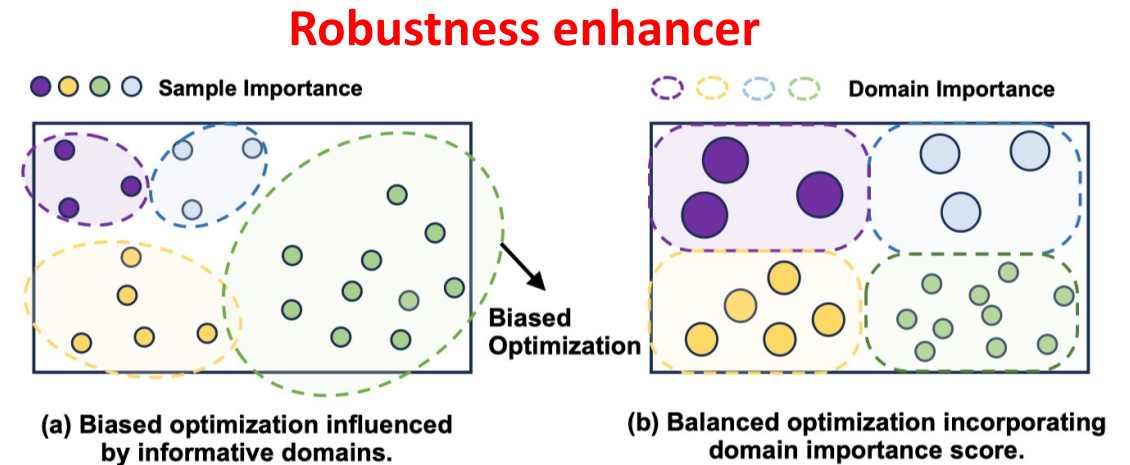 Robustness enhancer
Sample Importance
Domain Importance
Biased
Optimization
(a) Biased optimization influenced
by informative domains.
(b) Balanced optimization incorporating
domain importance score.